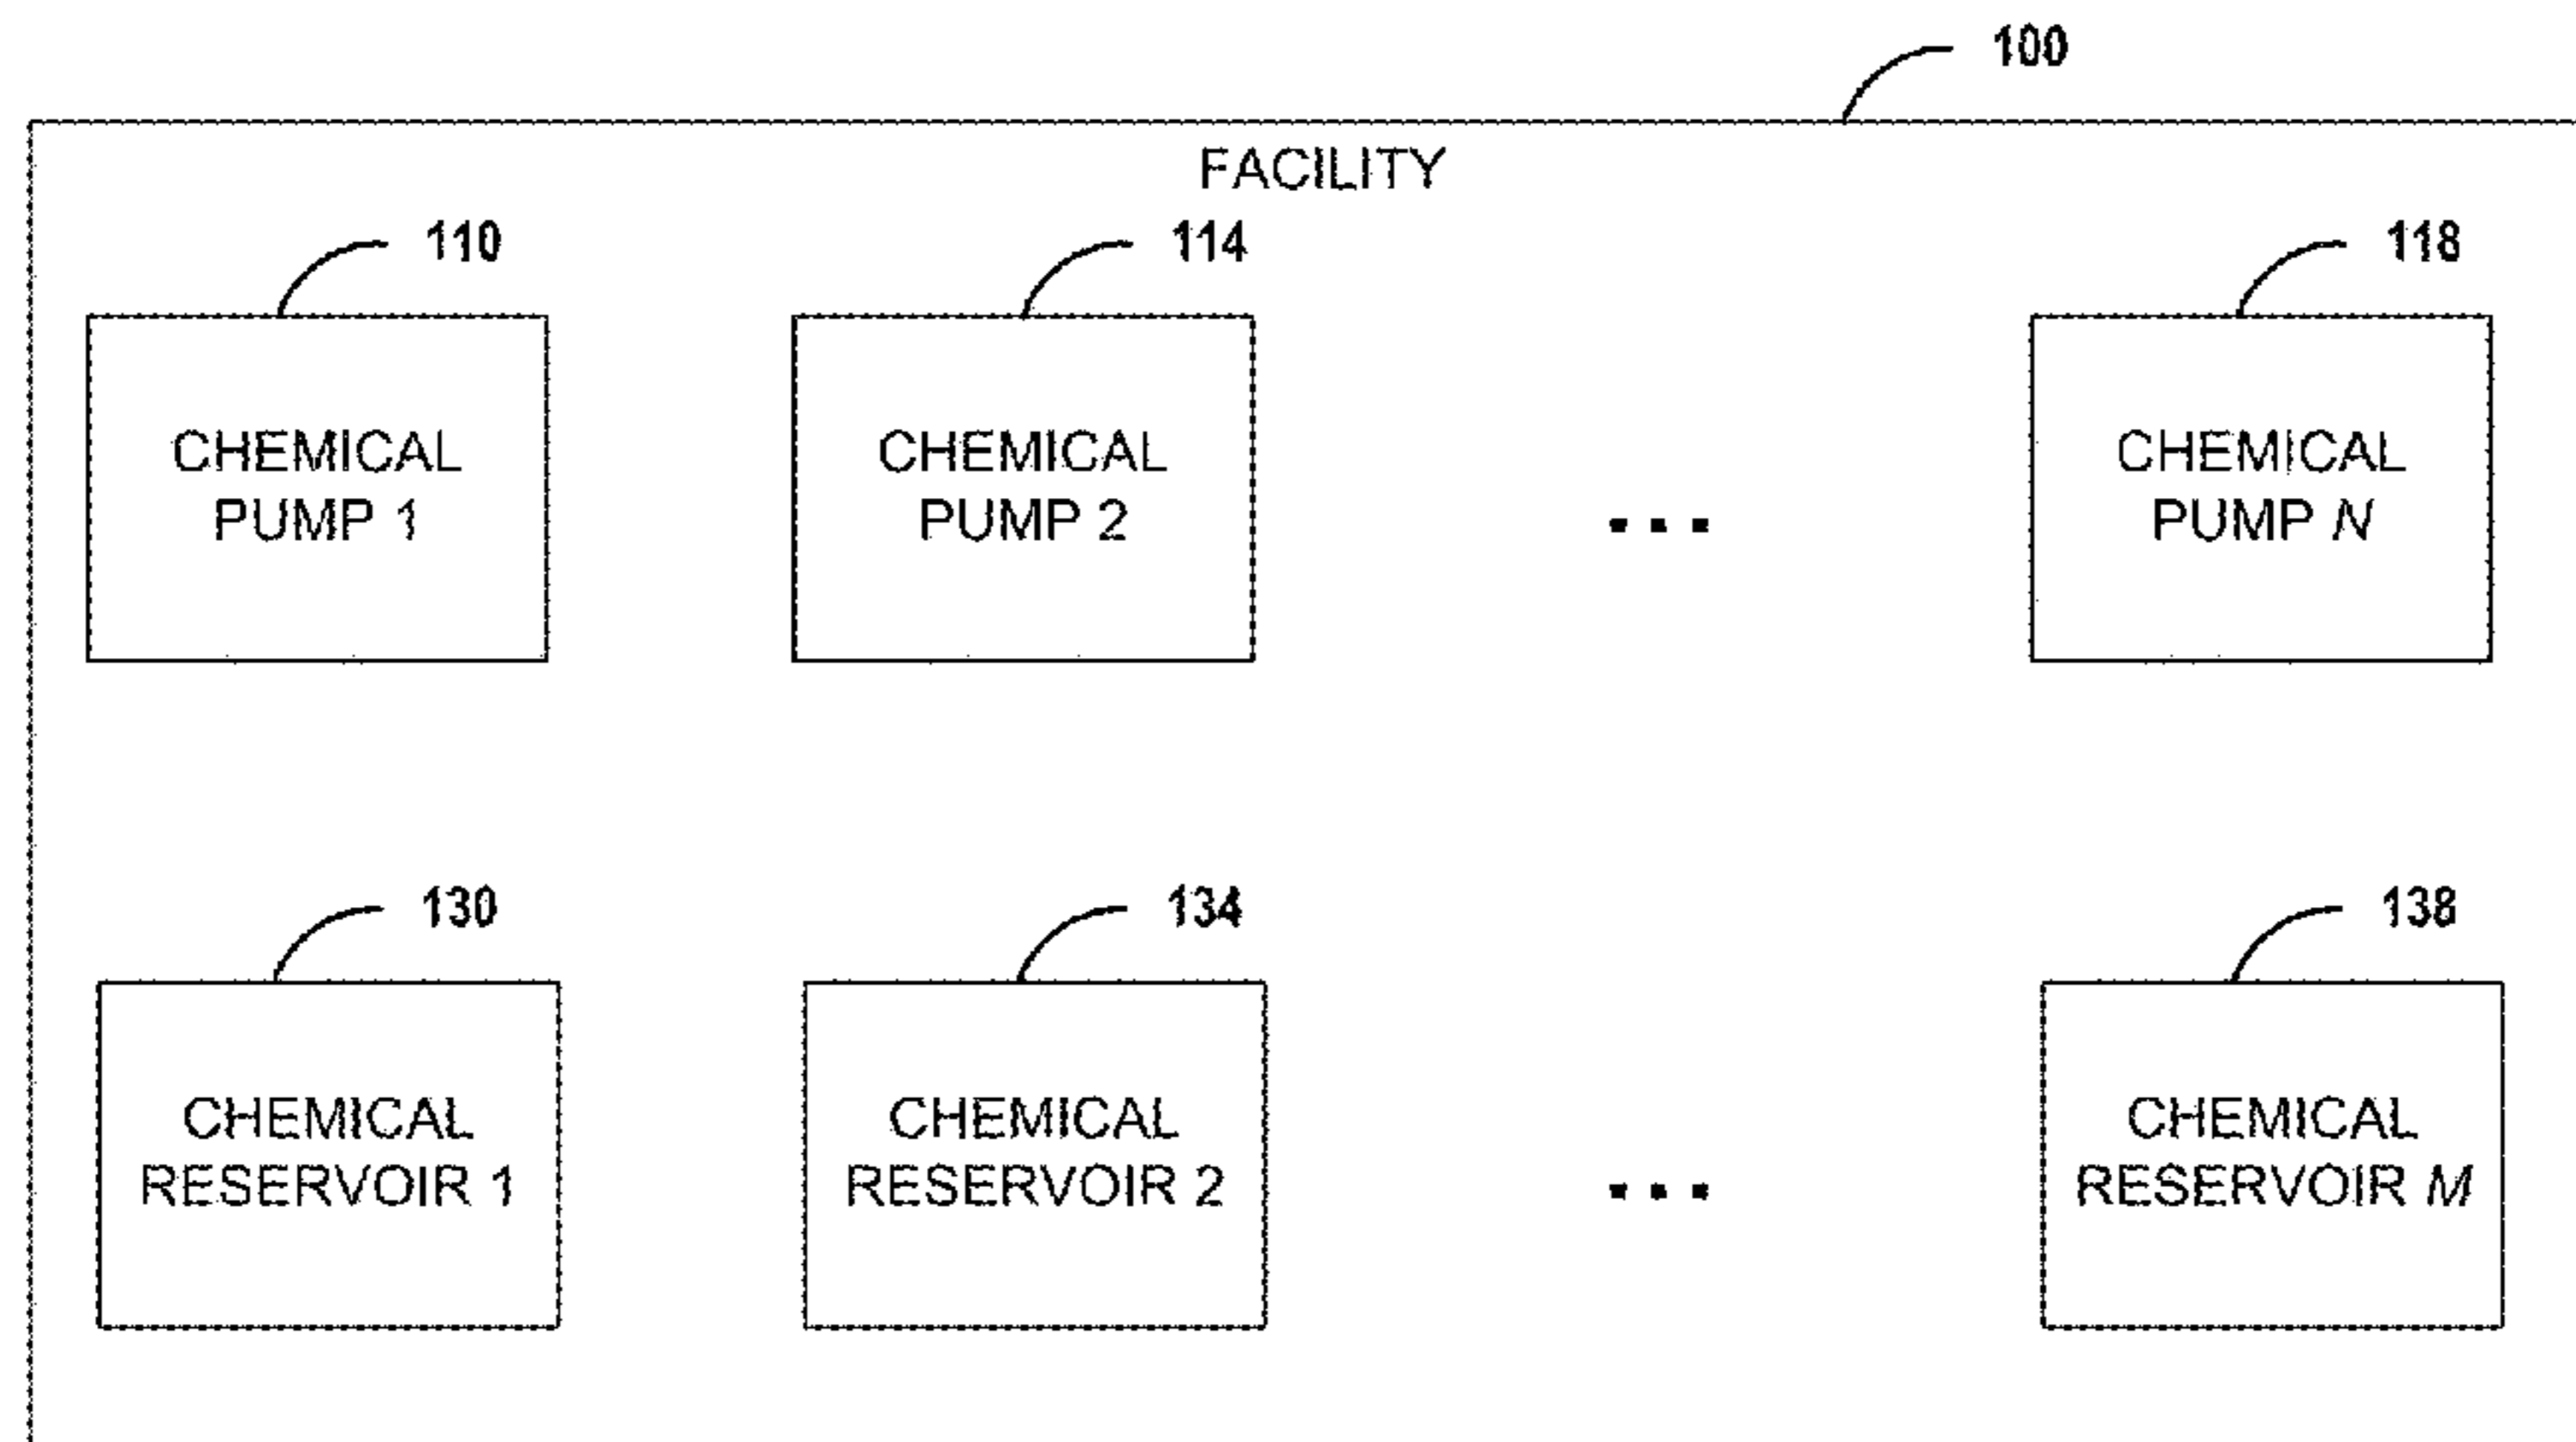 100
FACILITY
110
114
118
CHEMICAL
PUMP 1
CHEMICAL
PUMP 2
...
CHEMICAL
PUMP N
130
134
138
CHEMICAL
RESERVOIR 1
CHEMICAL
RESERVOIR 2
...
CHEMICAL
RESERVOIR M